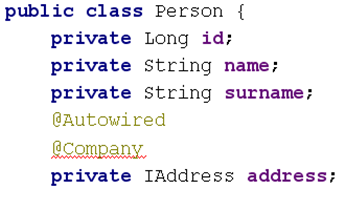 public class Person {
private Long id;
private String name;
private String surname;
@Autowired
@Company
private IAddress address;